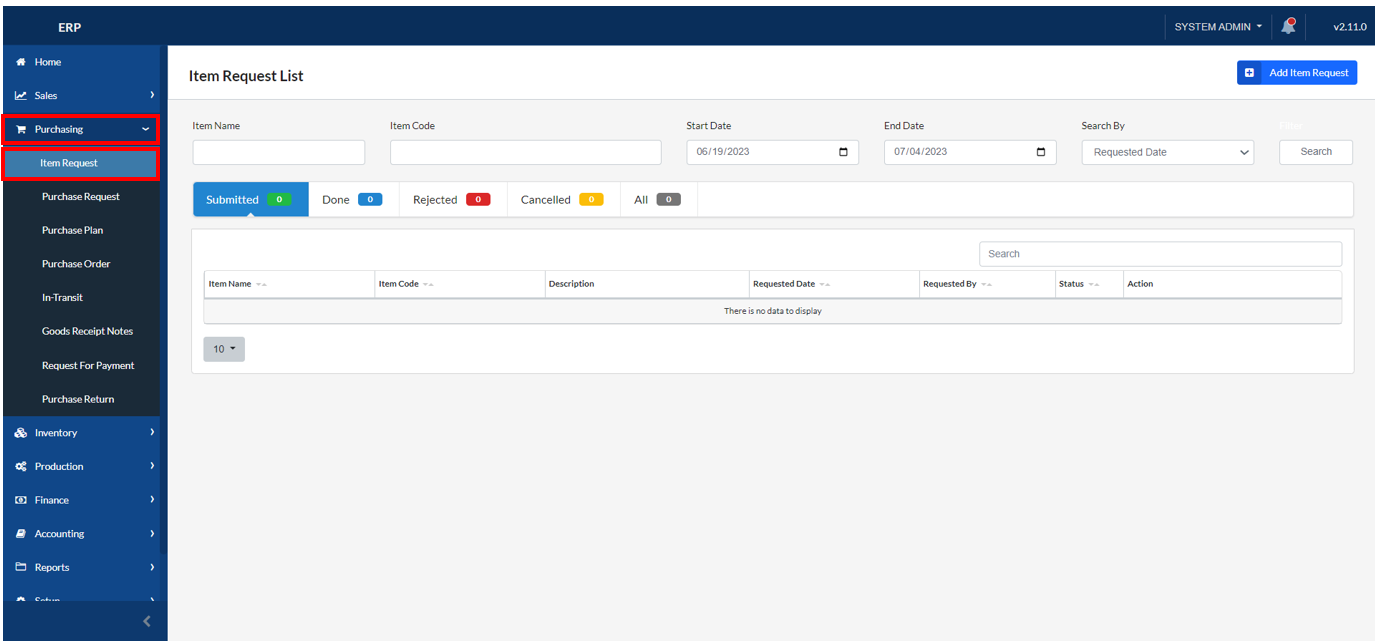 ERP
SYSTEM ADMIN
v2.11.0
Home
Sales
Purchasing
Item Request
Purchase Request
Purchase Plan
Purchase Order
In-Transit
Goods Receipt Notes
Request For Payment
Purchase Return
Inventory
Production
Finance
Accounting
Reports
Setup
Item Request List
Add Item Request
Item Name Item Code Start Date End Date Search By Filter
06/19/2023 07/04/2023 Requested Date Search
Submitted 0 Done 0 Rejected 0 Cancelled 0 All 0
Search
Item Name Item Code Description Requested Date Requested By Status Action
There is no data to display
10